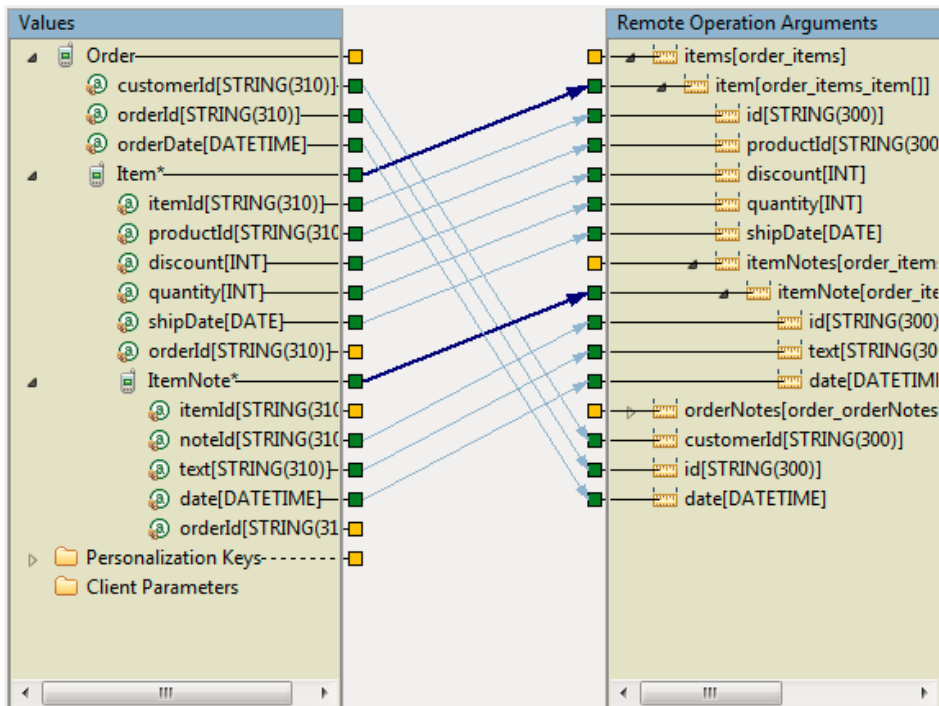 Values
Order
customerId[STRING(310)]
orderId[STRING(310)]
orderDate[DATETIME]
Item*
itemId[STRING(310)]
productId[STRING(310
discount[INT]
quantity[INT]
shipDate[DATE]
orderId[STRING(310)]
ItemNote*
itemId[STRING(310
noteId[STRING(310
text[STRING(310)]
date[DATETIME]
orderId[STRING(31
Personalization Keys
Client Parameters
Remote Operation Arguments
items[order_items]
item[order_items_item[]]
id[STRING(300)]
productId[STRING(300
discount[INT]
quantity[INT]
shipDate[DATE]
itemNotes[order_items
itemNote[order_ite
id[STRING(300)
text[STRING(30
date[DATETIMI
orderNotes[order_orderNotes
customerId[STRING(300)]
id[STRING(300)]
date[DATETIME]